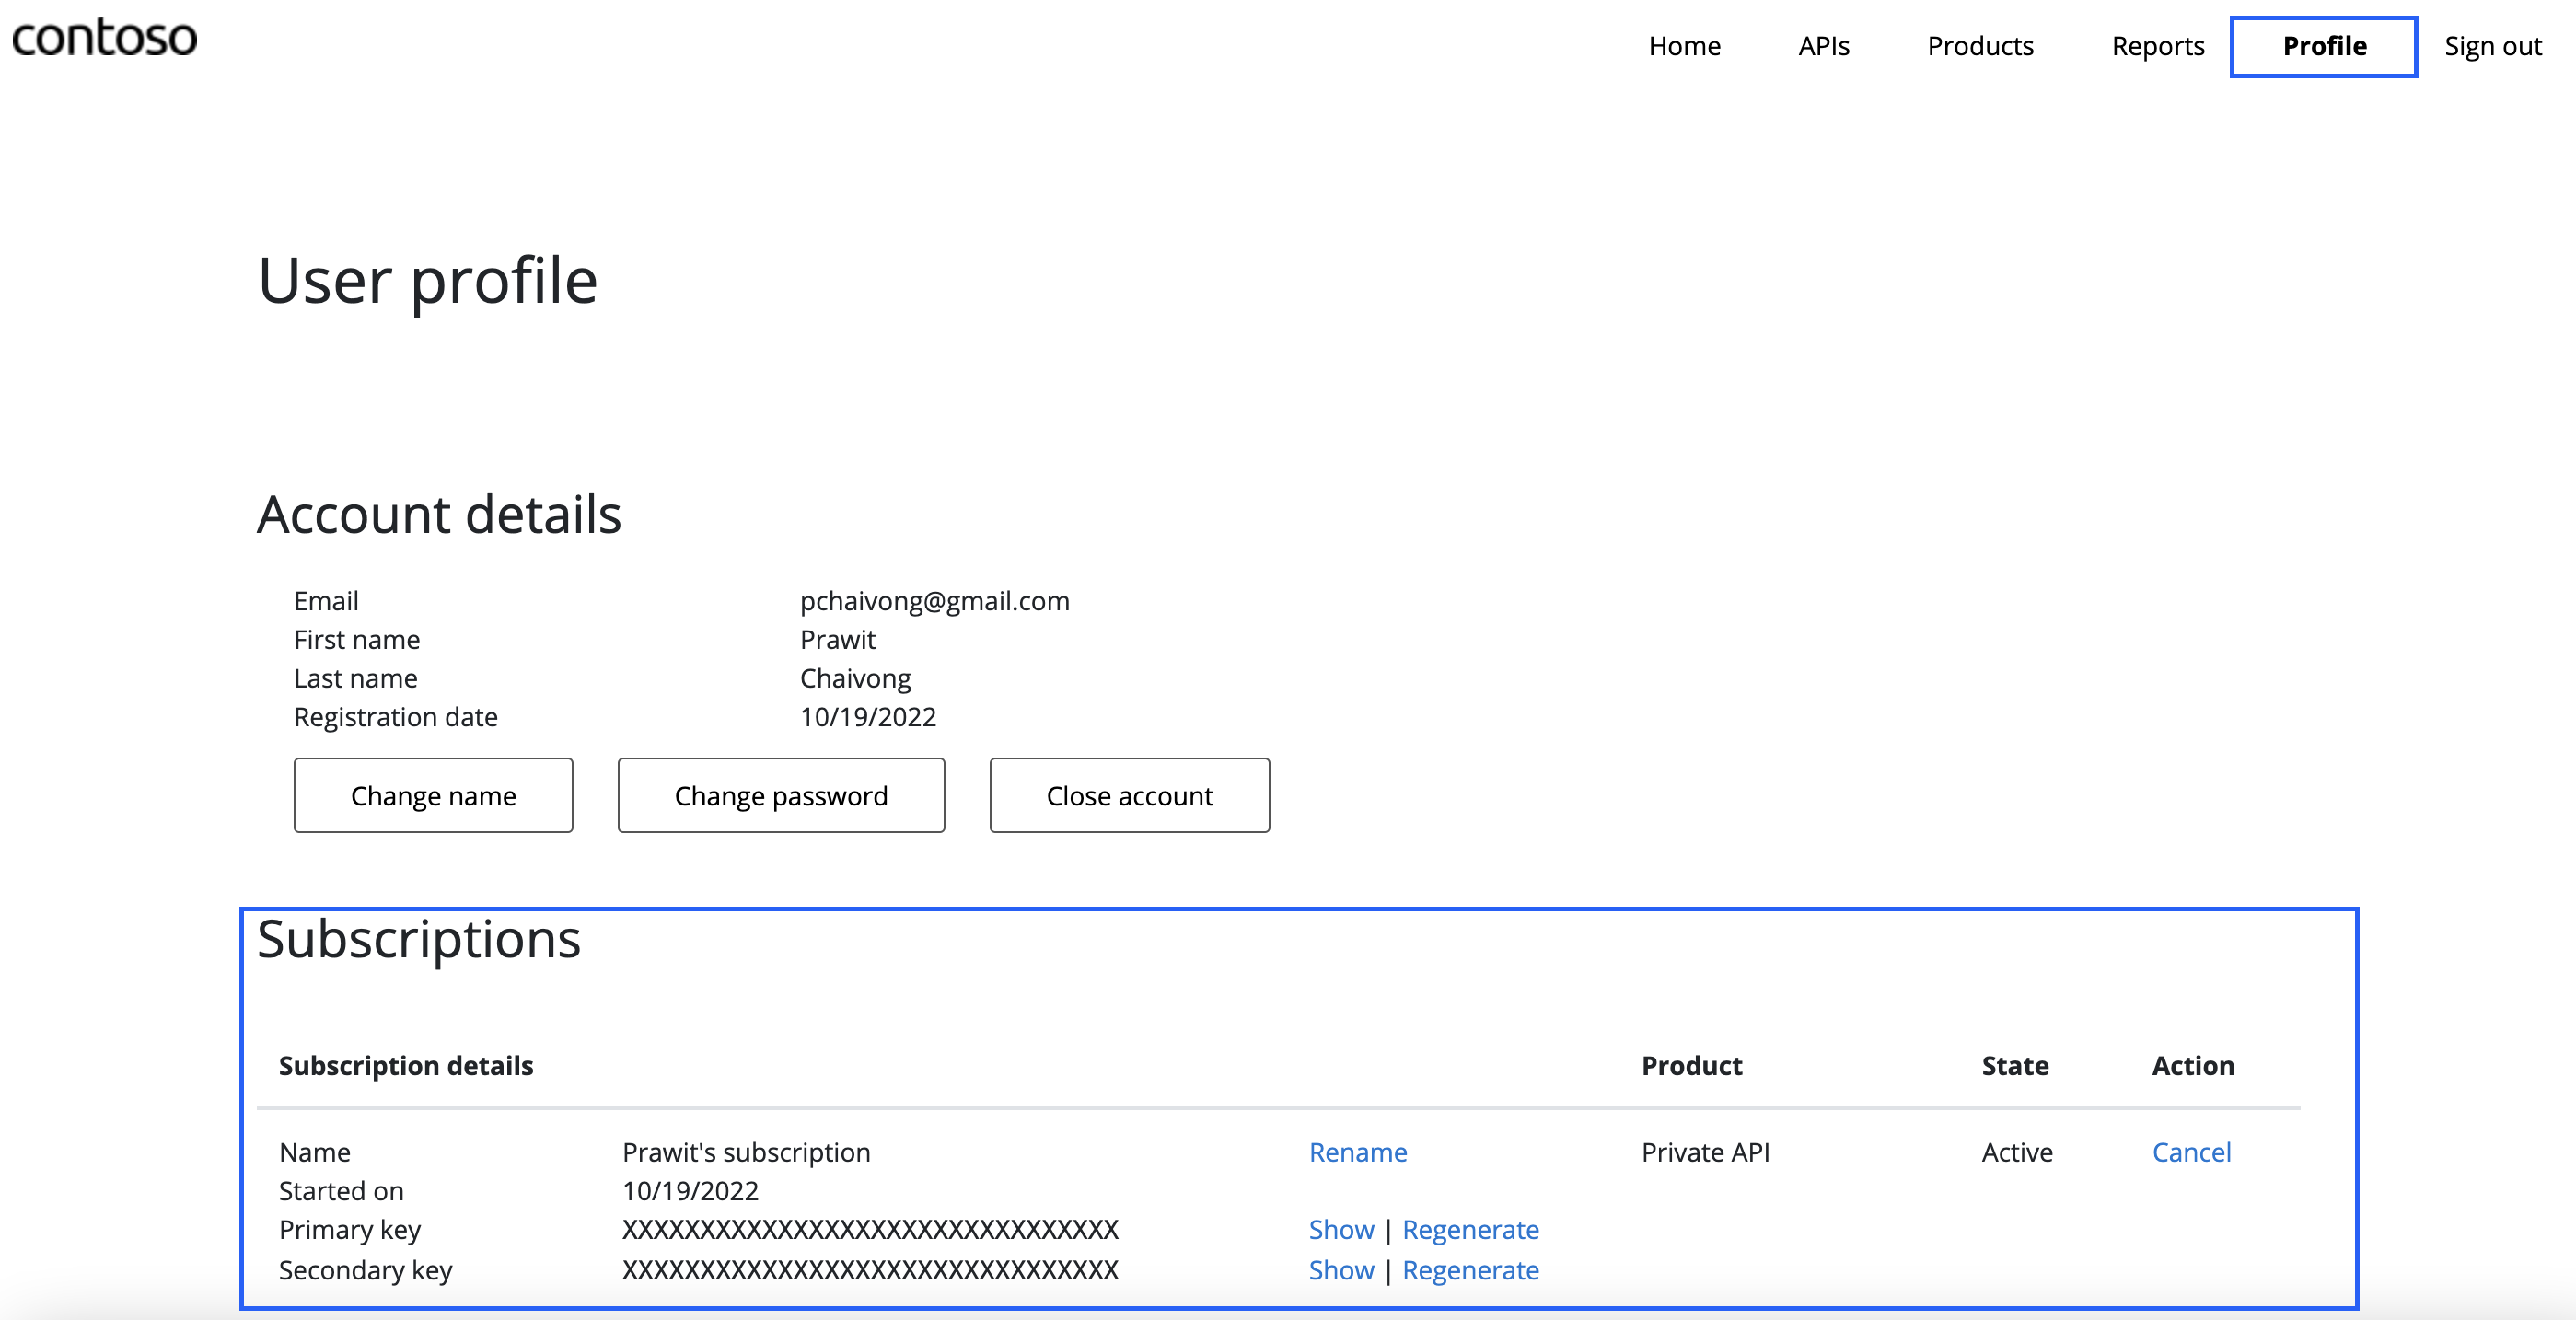 contoso
Home APIs Products Reports Profile Sign out
User profile
Account details
Email pchaivong@gmail.com
First name Prawit
Last name Chaivong
Registration date 10/19/2022
Change name Change password Close account
Subscriptions
Subscription details Product State Action
Name Prawit's subscription Rename Private API Active Cancel
Started on 10/19/2022
Primary key XXXXXXXXXXXXXXXXXXXXXXXXXXXXXXXX Show | Regenerate
Secondary key XXXXXXXXXXXXXXXXXXXXXXXXXXXXXXXX Show | Regenerate